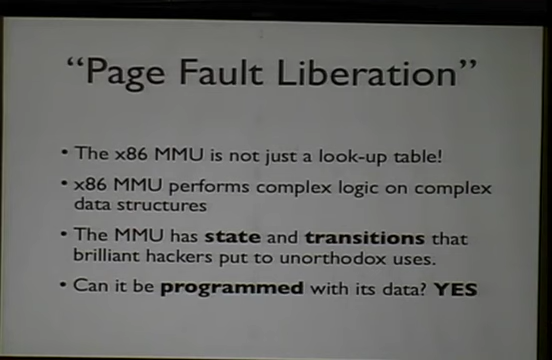 “Page Fault Liberation”
• The x86 MMU is not just a look-up table!
• x86 MMU performs complex logic on complex
data structures
• The MMU has state and transitions that
brilliant hackers put to unorthodox uses.
• Can it be programmed with its data? YES